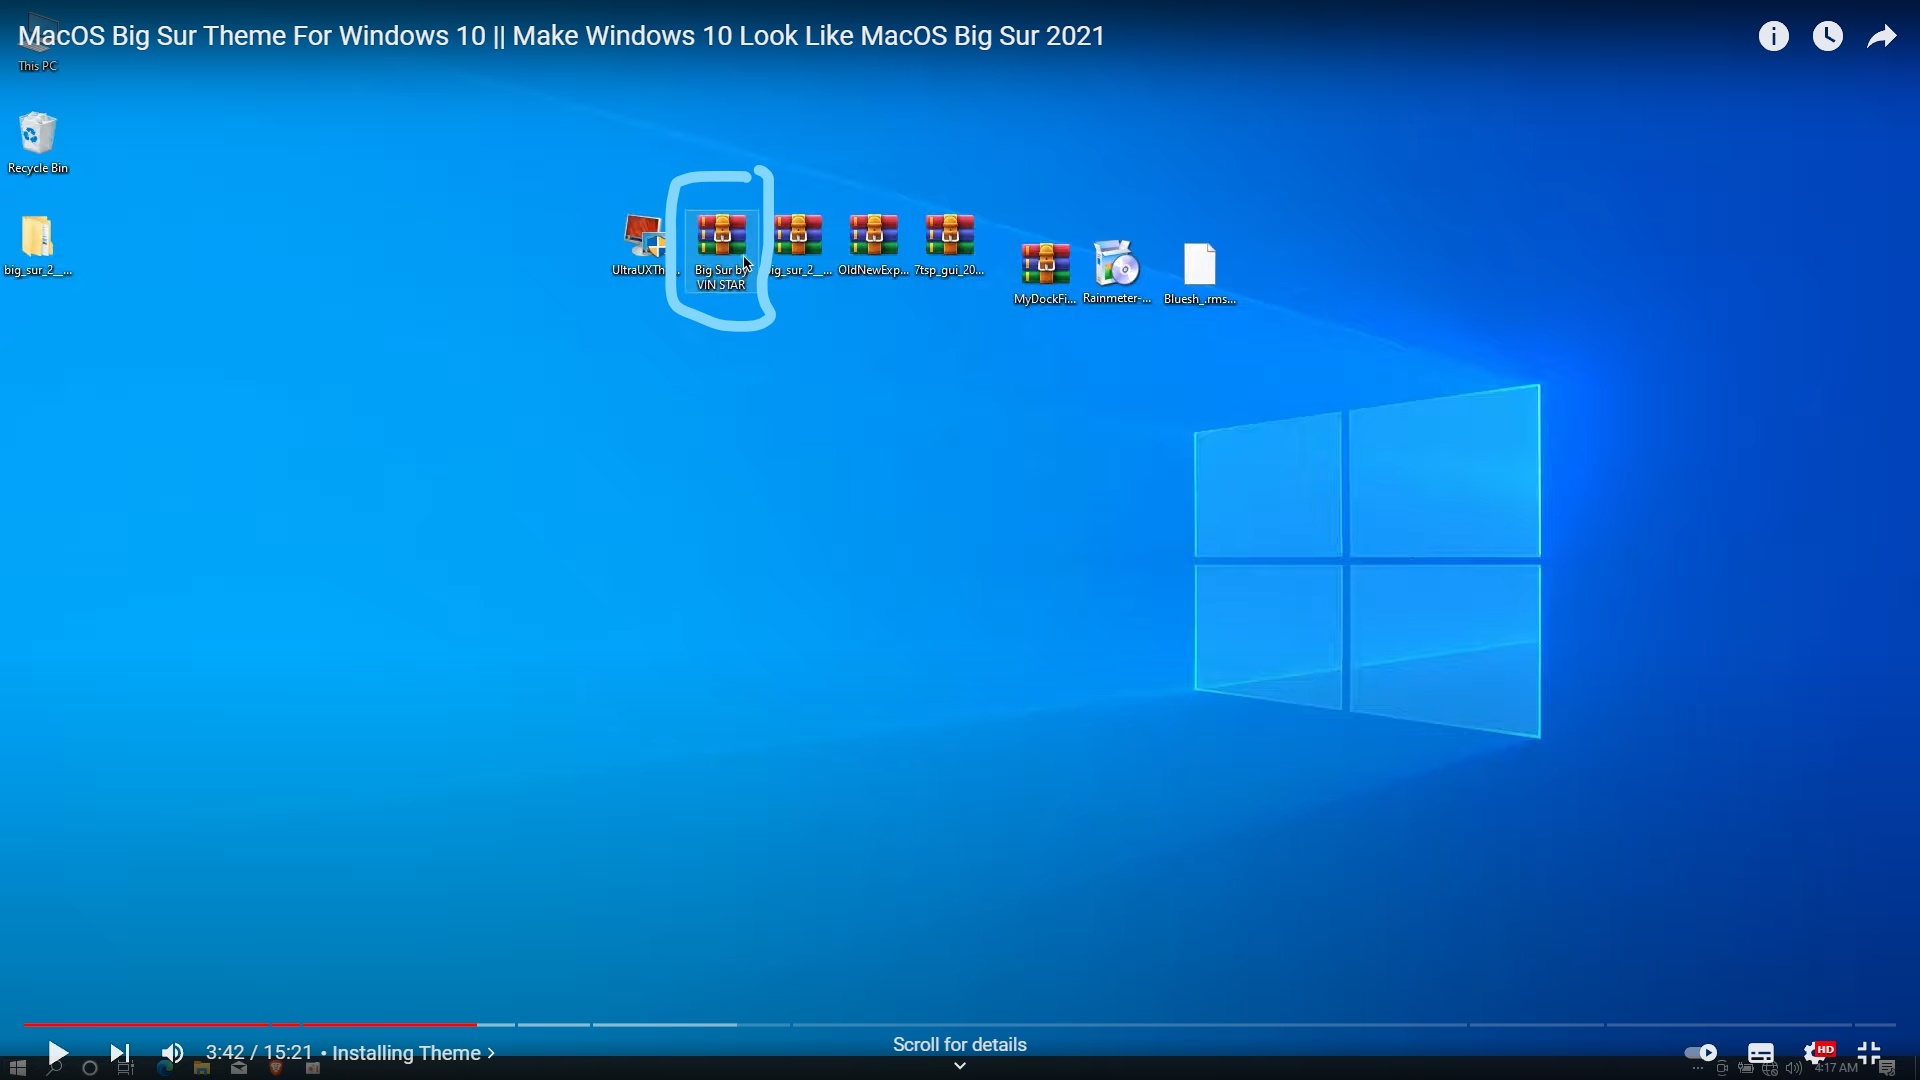 MacOS Big Sur Theme For Windows 10 || Make Windows 10 Look Like MacOS Big Sur 2021
This PC
Recycle Bin
big_sur_2__...
UltraUXTh...
Big Sur by
VIN STAR
ig_sur_2__...
OldNewExp...
7tsp_gui_20...
MyDockFi...
Rainmeter-...
Bluesh_.rms...
3:42 / 15:21 • Installing Theme
Scroll for details
HD
4:17 AM